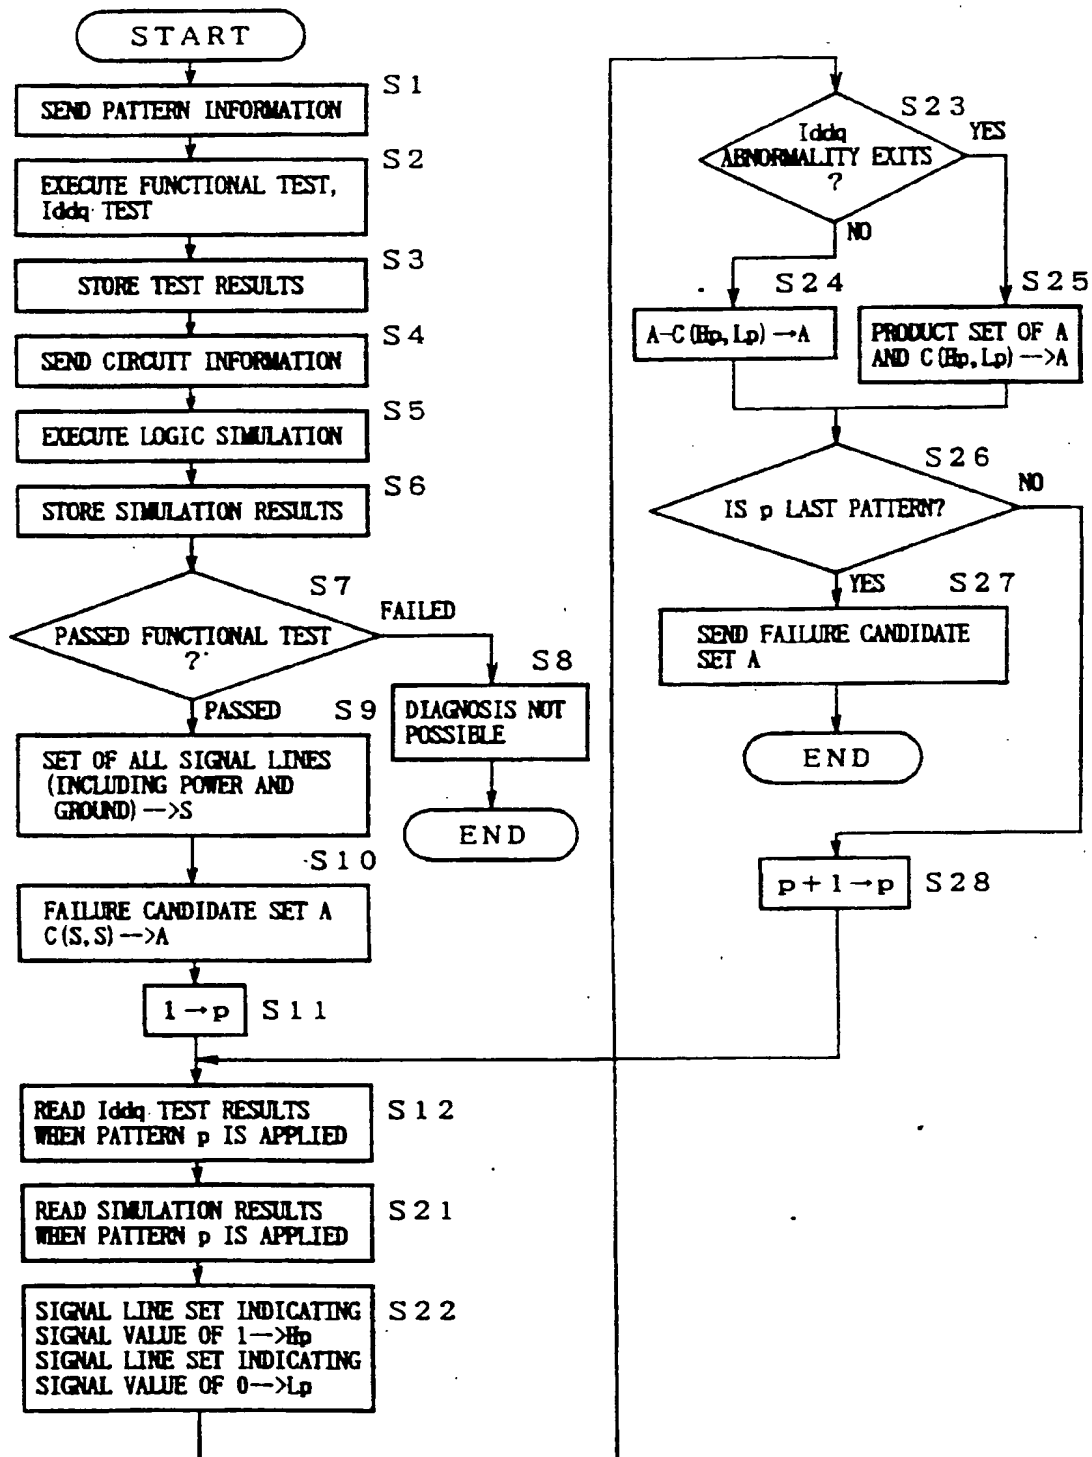 START
S1
SEND PATTERN INFORMATION
S2
EXECUTE FUNCTIONAL TEST,
Iddq TEST
S3
STORE TEST RESULTS
S4
SEND CIRCUIT INFORMATION
S5
EXECUTE LOGIC SIMULATION
S6
STORE SIMULATION RESULTS
S7
PASSED FUNCTIONAL TEST
?
FAILED
PASSED
S8
DIAGNOSIS NOT
POSSIBLE
END
S9
SET OF ALL SIGNAL LINES
(INCLUDING POWER AND
GROUND)-->S
S10
FAILURE CANDIDATE SET A
C(S,S)-->A
1→p
S11
READ Iddq TEST RESULTS
WHEN PATTERN p IS APPLIED
S12
READ SIMULATION RESULTS
WHEN PATTERN p IS APPLIED
S21
SIGNAL LINE SET INDICATING
SIGNAL VALUE OF 1-->Hp
SIGNAL LINE SET INDICATING
SIGNAL VALUE OF 0-->Lp
S22
S23
Iddq
ABNORMALITY EXITS
?
YES
NO
S24
A-C(Hp,Lp)→A
S25
PRODUCT SET OF A
AND C(Hp,Lp)-->A
S26
IS p LAST PATTERN?
NO
YES
S27
SEND FAILURE CANDIDATE
SET A
END
p+1→p
S28